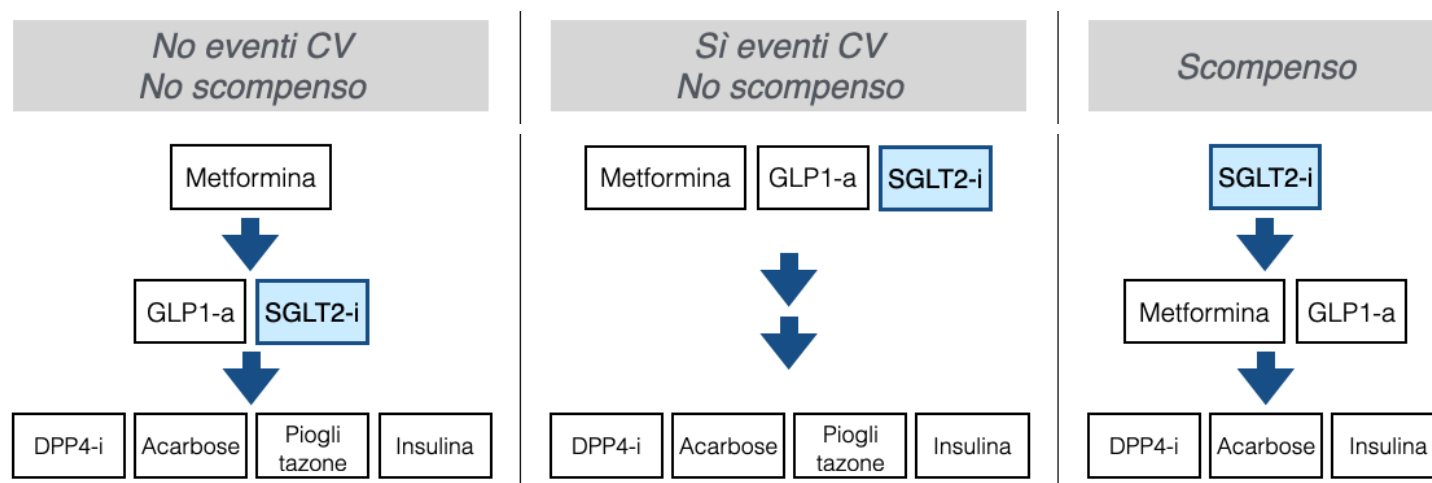 No eventi CV
No scompenso
Metformina
GLP1-a
SGLT2-i
DPP4-i
Acarbose
Piogli
tazone
Insulina
Sì eventi CV
No scompenso
Metformina
GLP1-a
SGLT2-i
DPP4-i
Acarbose
Piogli
tazone
Insulina
Scompenso
SGLT2-i
Metformina
GLP1-a
DPP4-i
Acarbose
Insulina